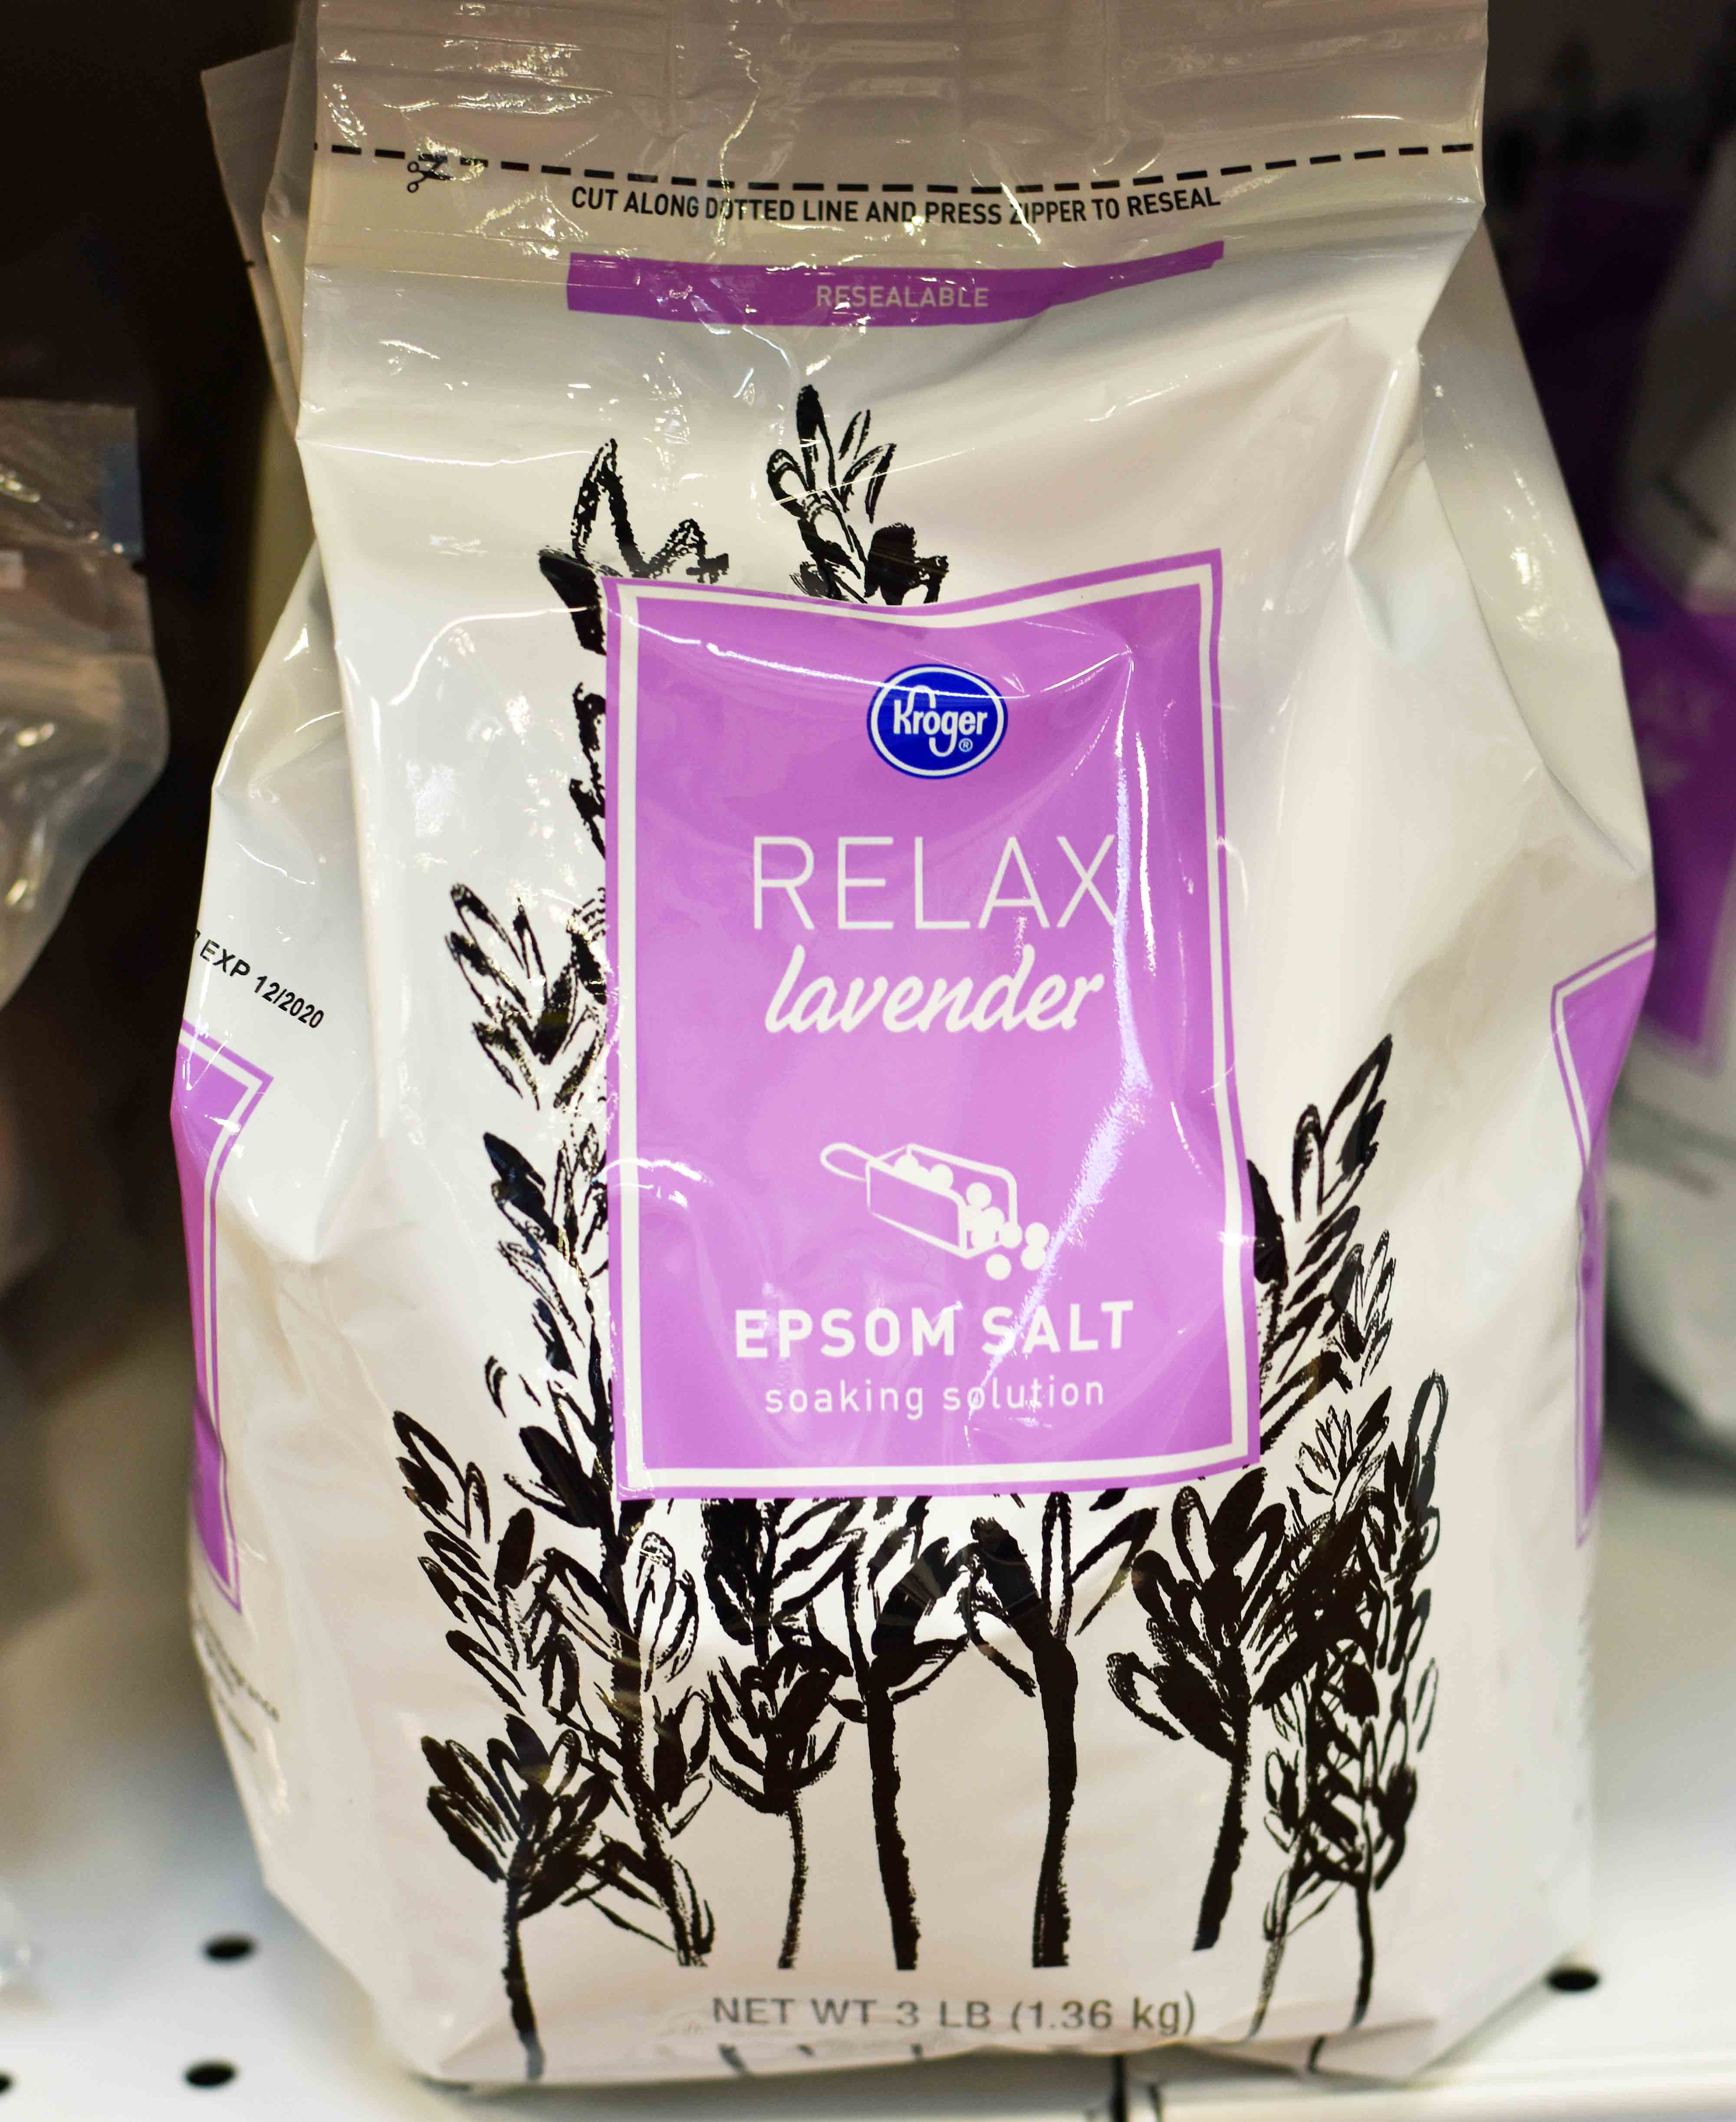 CUT ALONG DOTTED LINE AND PRESS ZIPPER TO RESEAL
RESEALABLE
Kroger®
RELAX
lavender
EXP 12/2020
EPSOM SALT
soaking solution
NET WT 3 LB (1.36 kg)